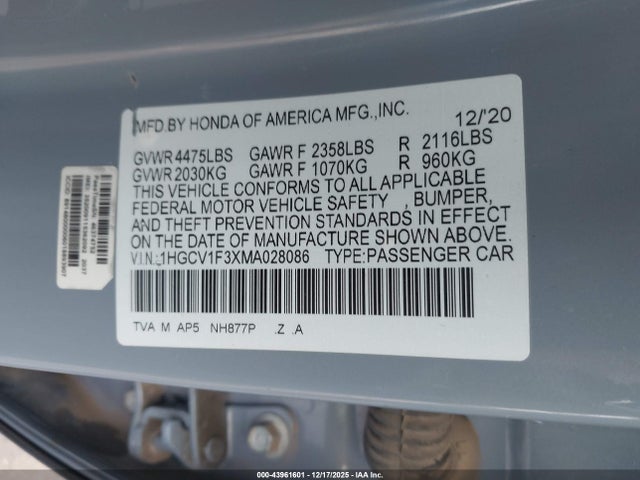 MFD.BY HONDA OF AMERICA MFG.,INC. 12/'20
GVWR 4475LBS GAWR F 2358LBS R 2116LBS
GVWR 2030KG GAWR F 1070KG R 960KG
THIS VEHICLE CONFORMS TO ALL APPLICABLE
FEDERAL MOTOR VEHICLE SAFETY , BUMPER,
AND THEFT PREVENTION STANDARDS IN EFFECT
ON THE DATE OF MANUFACTURE SHOWN ABOVE.
V.I.N.:1HGCV1F3XMA028086 TYPE:PASSENGER CAR
TVA M AP5 NH877P .Z .A
000-43961601 - 12/17/2025 - IAA Inc.